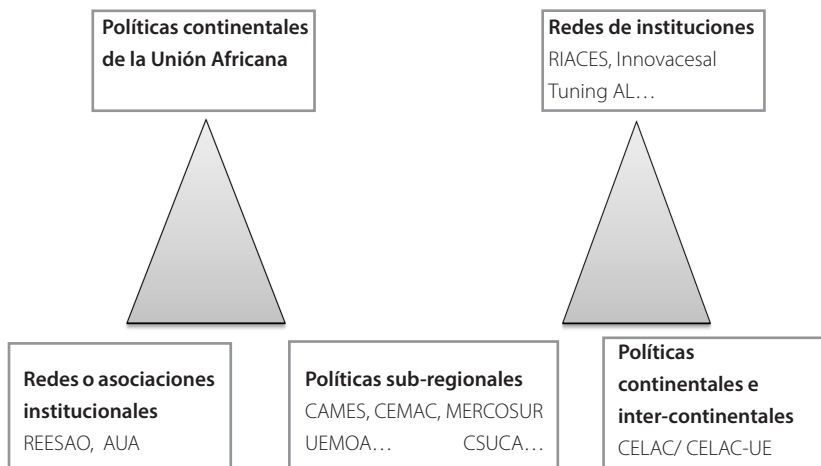 Políticas continentales
de la Unión Africana
Redes de instituciones
RIACES, Innovacesal
Tuning AL…
Redes o asociaciones
institucionales
REESAO, AUA
Políticas sub-regionales
CAMES, CEMAC, MERCOSUR
UEMOA… CSUCA…
Políticas
continentales e
inter-continentales
CELAC/ CELAC-UE